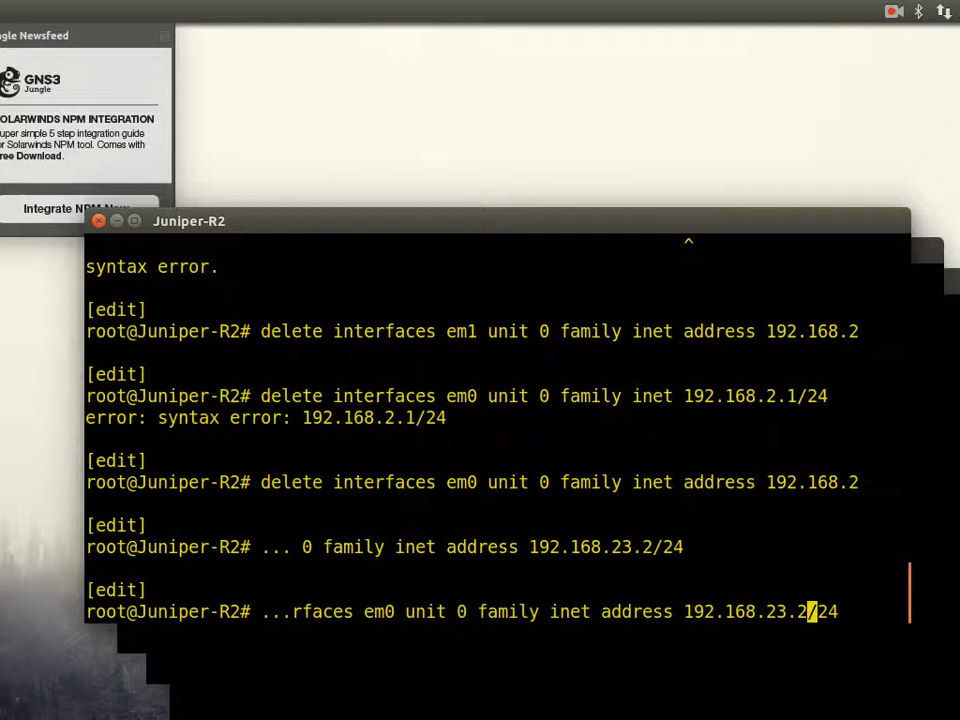 gle Newsfeed
GNS3
Jungle
OLARWINDS NPM INTEGRATION
uper simple 5 step integration guide
or Solarwinds NPM tool. Comes with
ree Download.
Integrate NPM Now
Juniper-R2
^
syntax error.
[edit]
root@Juniper-R2# delete interfaces em1 unit 0 family inet address 192.168.2
[edit]
root@Juniper-R2# delete interfaces em0 unit 0 family inet 192.168.2.1/24
error: syntax error: 192.168.2.1/24
[edit]
root@Juniper-R2# delete interfaces em0 unit 0 family inet address 192.168.2
[edit]
root@Juniper-R2# ... 0 family inet address 192.168.23.2/24
[edit]
root@Juniper-R2# ...rfaces em0 unit 0 family inet address 192.168.23.2/24